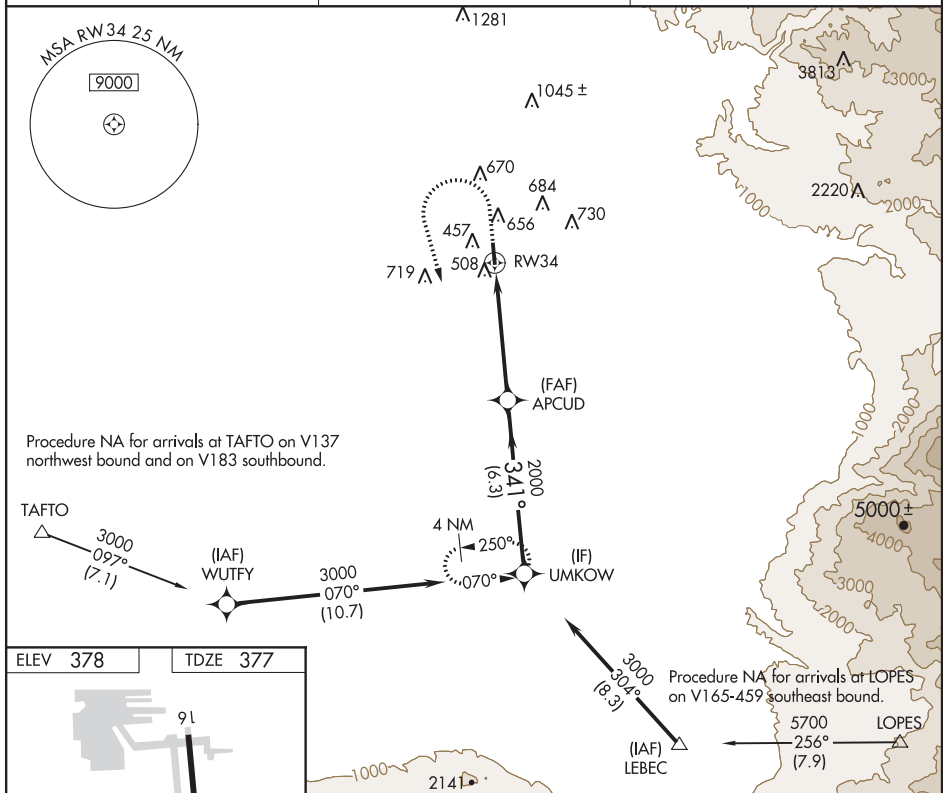 1281
MSA RW34 25 NM
9000
3813
3000
1045 ±
670
684
2220
2000
1000
656
730
457
719
508
RW34
(FAF)
APCUD
Procedure NA for arrivals at TAFTO on V137
northwest bound and on V183 southbound.
1000
2000
2000
341°
(6.3)
TAFTO
3000
097°
(7.1)
5000 ±
4000
4 NM
250°
(IAF)
WUTFY
3000
070°
(10.7)
070°
(IF)
UMKOW
3000
2000
ELEV 378
TDZE 377
3000
304°
(8.3)
Procedure NA for arrivals at LOPES
on V165-459 southeast bound.
16
(IAF)
LEBEC
5700
256°
(7.9)
LOPES
1000
2141